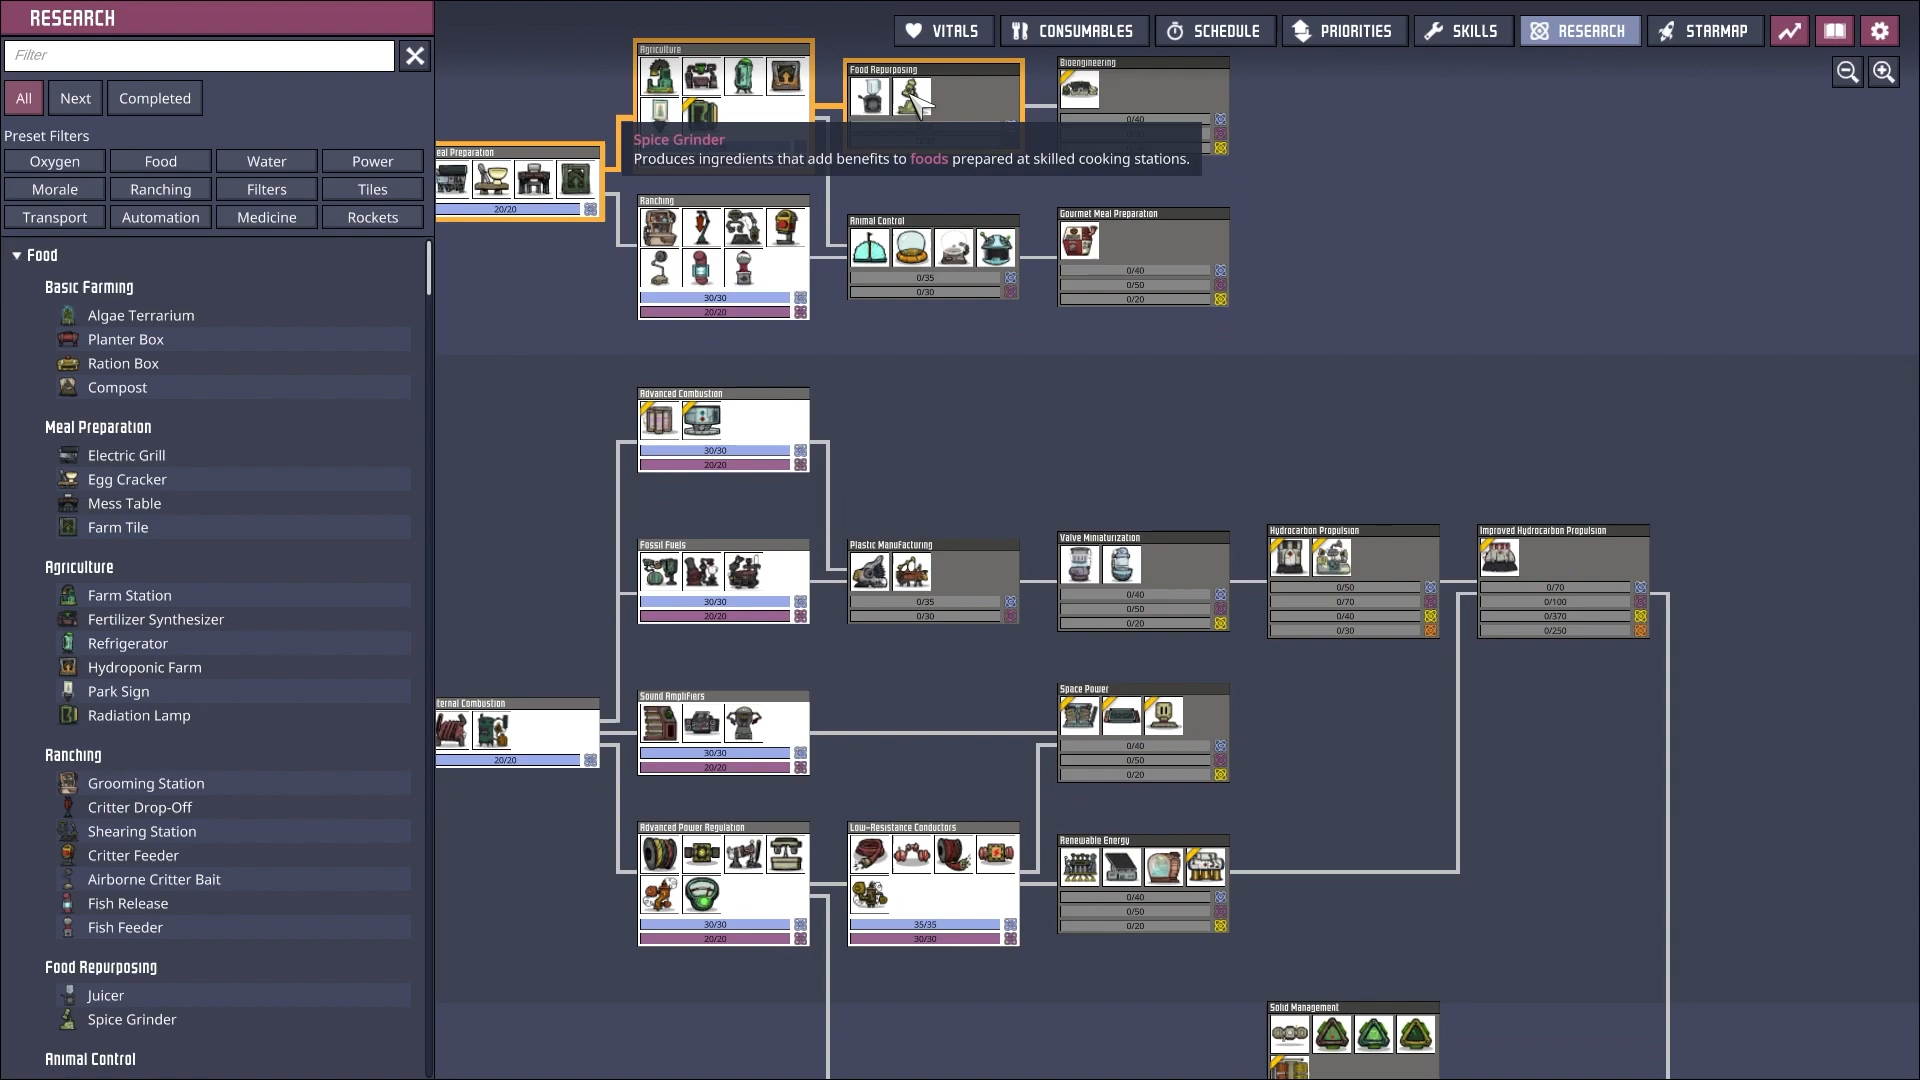 RESEARCH
Filter
All
Next
Completed
Preset Filters
Oxygen
Food
Water
Power
Morale
Ranching
Filters
Tiles
Transport
Automation
Medicine
Rockets
Food
Basic Farming
Algae Terrarium
Planter Box
Ration Box
Compost
Meal Preparation
Electric Grill
Egg Cracker
Mess Table
Farm Tile
Agriculture
Farm Station
Fertilizer Synthesizer
Refrigerator
Hydroponic Farm
Park Sign
Radiation Lamp
Ranching
Grooming Station
Critter Drop-Off
Shearing Station
Critter Feeder
Airborne Critter Bait
Fish Release
Fish Feeder
Food Repurposing
Juicer
Spice Grinder
Animal Control
VITALS
CONSUMABLES
SCHEDULE
PRIORITIES
SKILLS
RESEARCH
STARMAP
Agriculture
Food Repurposing
Bioengineering
0/40
Spice Grinder
Produces ingredients that add benefits to foods prepared at skilled cooking stations.
eal Preparation
20/20
Ranching
30/30
20/20
Animal Control
0/35
0/30
Gourmet Meal Preparation
0/40
0/50
0/20
Advanced Combustion
30/30
20/20
Fossil Fuels
30/30
20/20
Plastic Manufacturing
0/35
0/30
Valve Miniaturization
0/40
0/50
0/20
Hydrocarbon Propulsion
0/50
0/70
0/40
0/30
Improved Hydrocarbon Propulsion
0/70
0/100
0/370
0/250
ternal Combustion
20/20
Sound Amplifiers
30/30
20/20
Space Power
0/40
0/50
0/20
Advanced Power Regulation
30/30
20/20
Low-Resistance Conductors
35/35
30/30
Renewable Energy
0/40
0/50
0/20
Solid Management